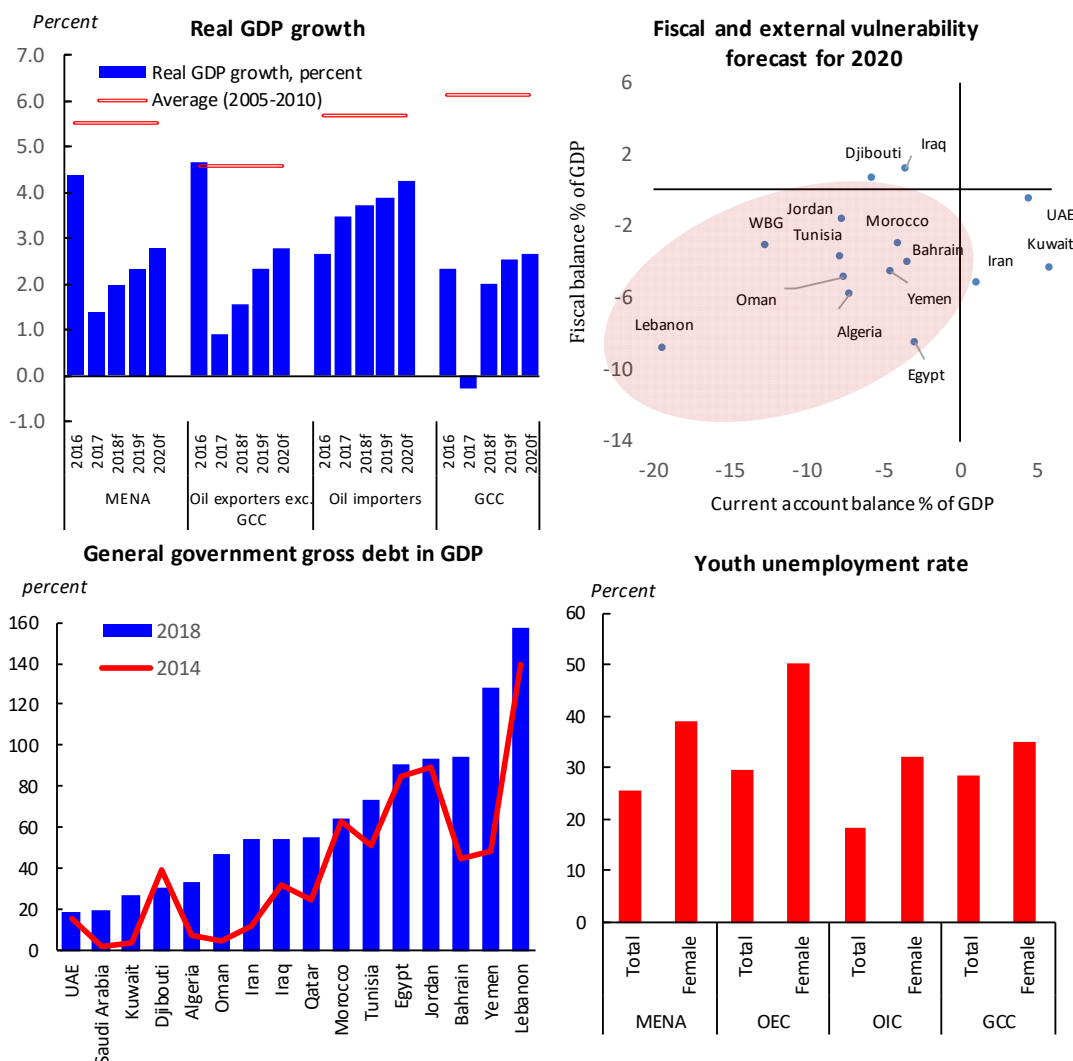 Percent
Real GDP growth
7.0
6.0
5.0
4.0
3.0
2.0
1.0
0.0
-1.0
Real GDP growth, percent
Average (2005-2010)
2016
2017
2018f
2019f
2020f
2016
2017
2018f
2019f
2020f
2016
2017
2018f
2019f
2020f
2016
2017
2018f
2019f
2020f
MENA
Oil exporters exc.
GCC
Oil importers
GCC
Fiscal and external vulnerability
forecast for 2020
Fiscal balance % of GDP
6
2
-2
-6
-10
-14
Djibouti
Iraq
Jordan
WBG
Morocco
UAE
Tunisia
Bahrain
Kuwait
Iran
Oman
Yemen
Lebanon
Algeria
Egypt
-20
-15
-10
-5
0
5
Current account balance % of GDP
General government gross debt in GDP
percent
160
140
120
100
80
60
40
20
0
2018
2014
UAE
Saudi Arabia
Kuwait
Djibouti
Algeria
Oman
Iran
Iraq
Qatar
Morocco
Tunisia
Egypt
Jordan
Bahrain
Yemen
Lebanon
Youth unemployment rate
Percent
60
50
40
30
20
10
0
Total
Female
Total
Female
Total
Female
Total
Female
MENA
OEC
OIC
GCC